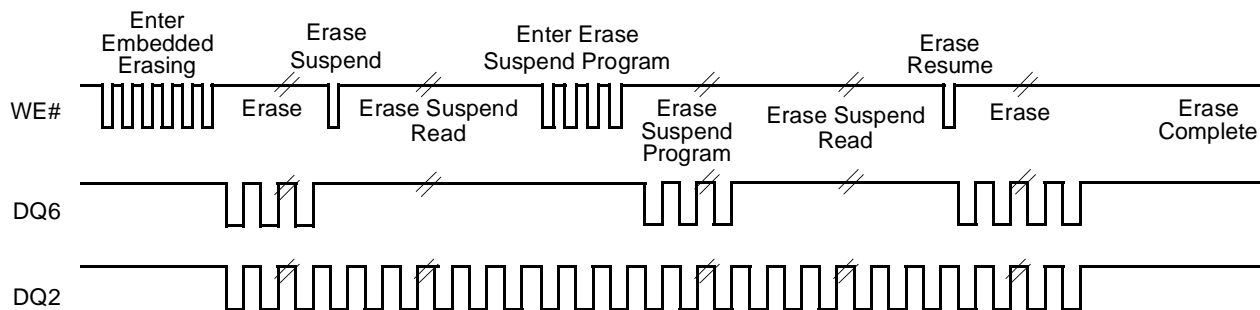 Enter
Embedded
Erasing
Erase
Suspend
Enter Erase
Suspend Program
Erase
Resume
WE#
Erase
Erase Suspend
Read
Erase
Suspend
Program
Erase Suspend
Read
Erase
Erase
Complete
DQ6
DQ2